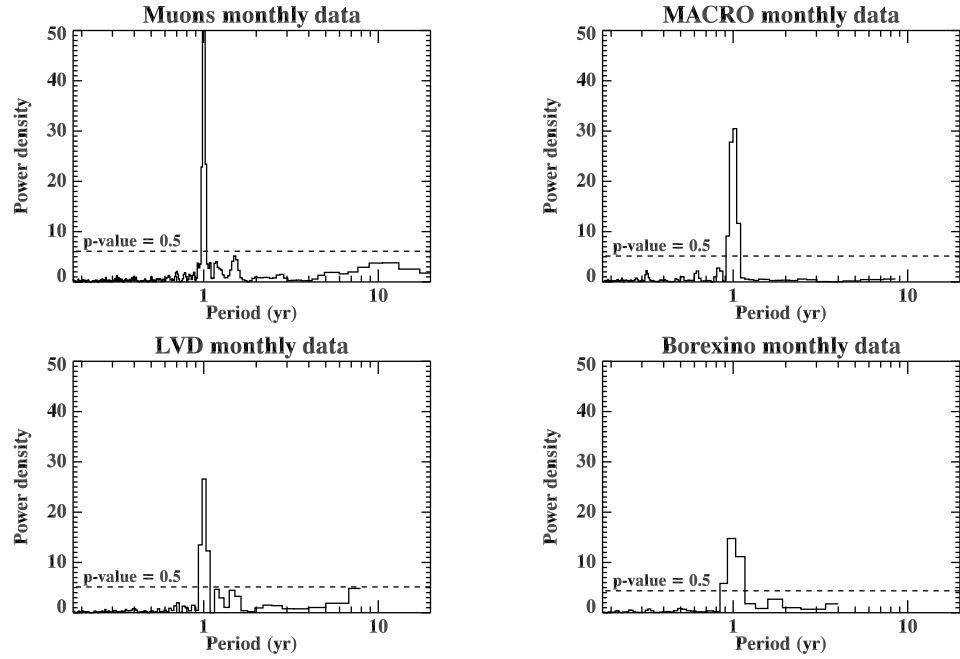 Muons monthly data
50
40
30
20
10
0
Power density
p-value = 0.5
1
10
Period (yr)
MACRO monthly data
50
40
30
20
10
0
Power density
p-value = 0.5
1
10
Period (yr)
LVD monthly data
50
40
30
20
10
0
Power density
p-value = 0.5
1
10
Period (yr)
Borexino monthly data
50
40
30
20
10
0
Power density
p-value = 0.5
1
10
Period (yr)